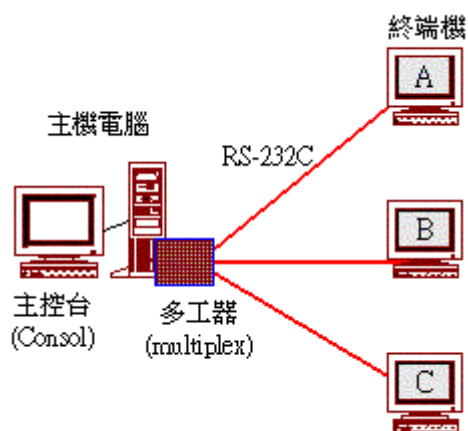 終端機
A
主機電腦
RS-232C
B
主控台
(Consol)
多工器
(multiplex)
C